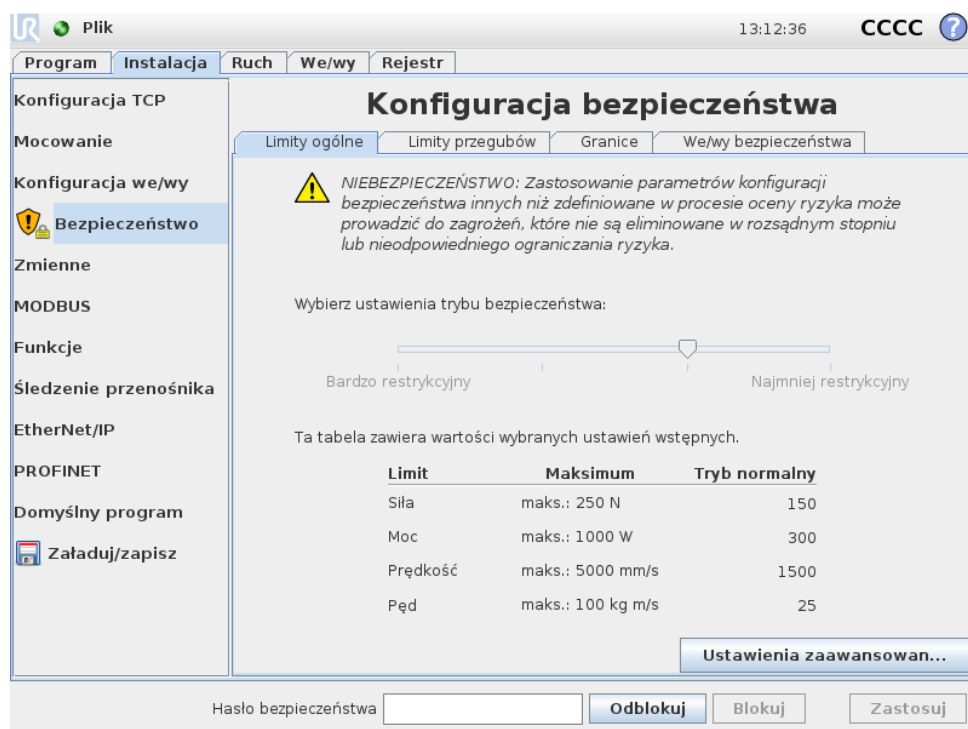 Plik 13:12:36 CCCC ?
Program Instalacja Ruch We/wy Rejestr
Konfiguracja TCP
Mocowanie
Konfiguracja we/wy
Bezpieczeństwo
Zmienne
MODBUS
Funkcje
Śledzenie przenośnika
EtherNet/IP
PROFINET
Domyślny program
Załaduj/zapisz
Konfiguracja bezpieczeństwa
Limity ogólne Limity przegubów Granice We/wy bezpieczeństwa
NIEBEZPIECZEŃSTWO: Zastosowanie parametrów konfiguracji
bezpieczeństwa innych niż zdefiniowane w procesie oceny ryzyka może
prowadzić do zagrożeń, które nie są eliminowane w rozsądnym stopniu
lub nieodpowiedniego ograniczania ryzyka.
Wybierz ustawienia trybu bezpieczeństwa:
Bardzo restrykcyjny Najmniej restrykcyjny
Ta tabela zawiera wartości wybranych ustawień wstępnych.
Limit Maksimum Tryb normalny
Siła maks.: 250 N 150
Moc maks.: 1000 W 300
Prędkość maks.: 5000 mm/s 1500
Pęd maks.: 100 kg m/s 25
Ustawienia zaawansowan...
Hasło bezpieczeństwa Odblokuj Blokuj Zastosuj